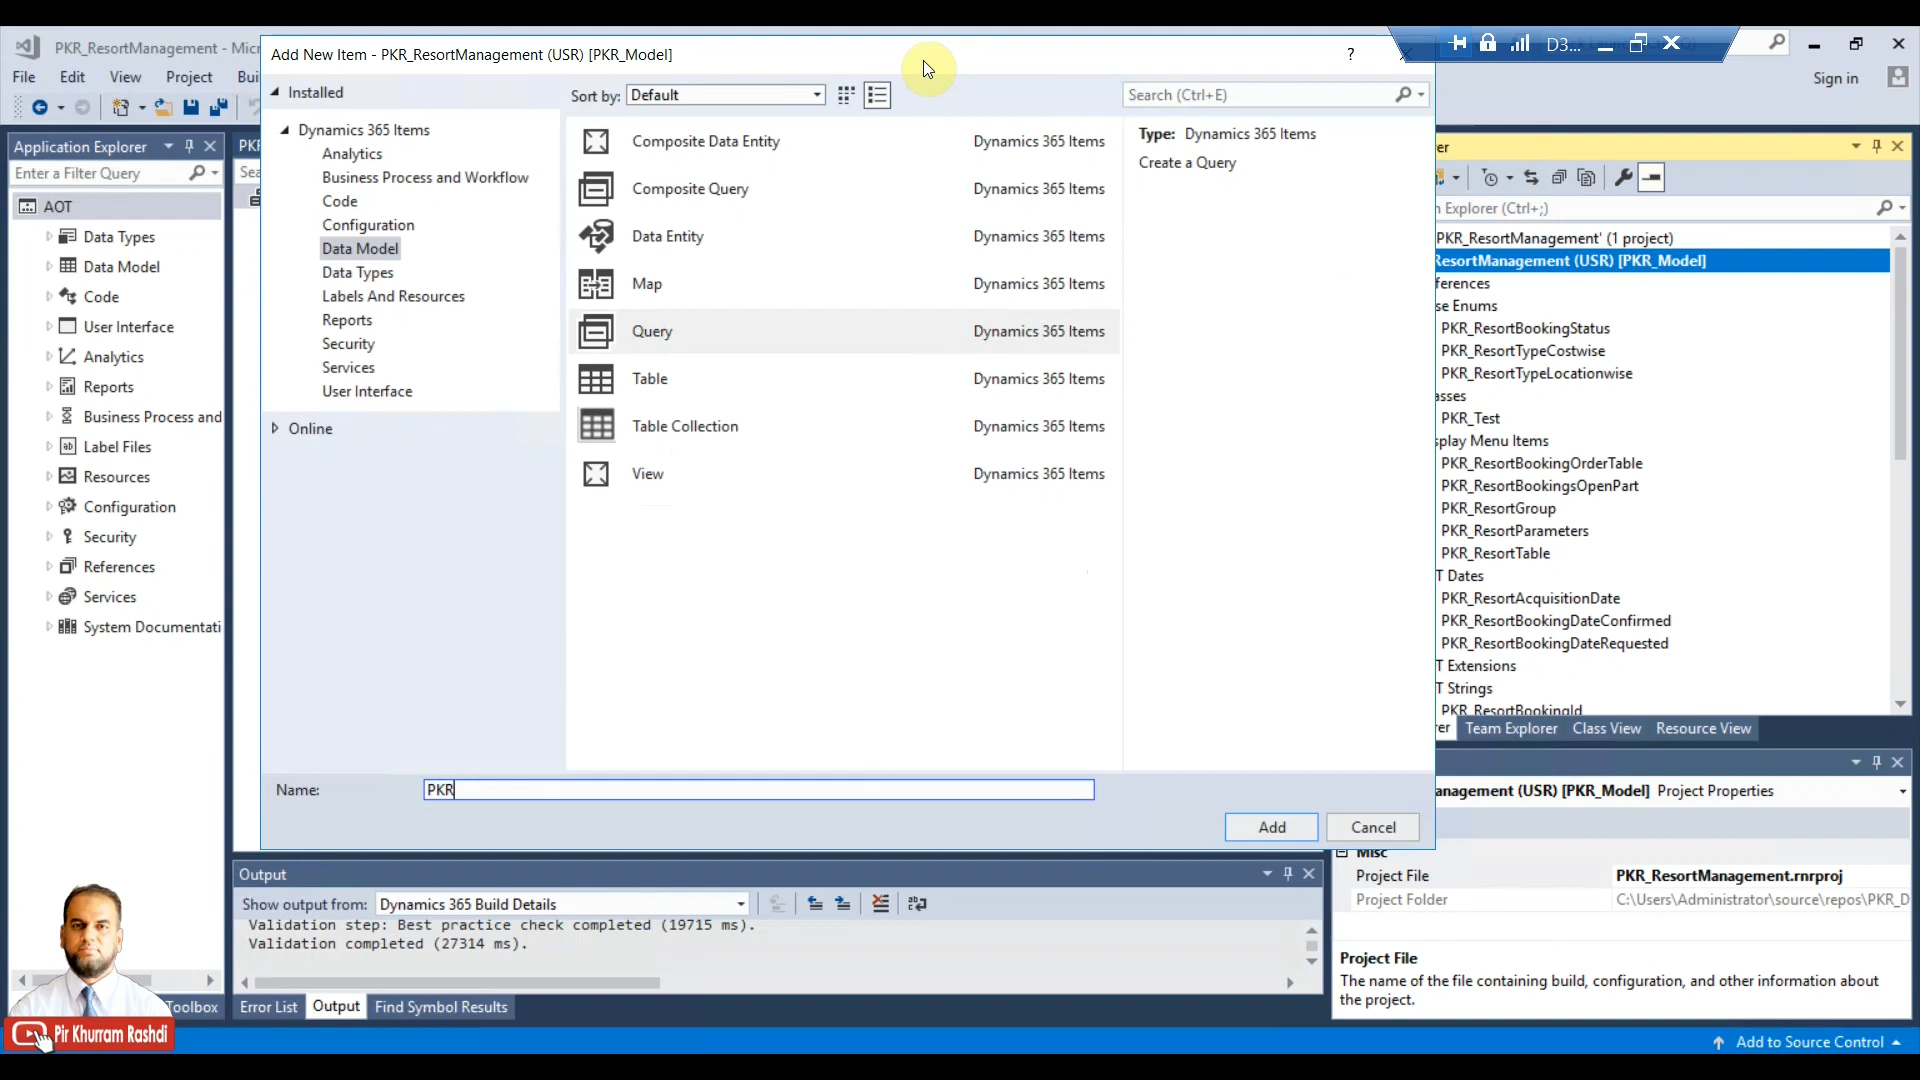 PKR_ResortManagement - Micr
D3...
File
Edit
View
Project
Bui
Sign in
Add New Item - PKR_ResortManagement (USR) [PKR_Model]
?
Installed
Sort by:
Default
Search (Ctrl+E)
Dynamics 365 Items
Analytics
Business Process and Workflow
Code
Configuration
Data Model
Data Types
Labels And Resources
Reports
Security
Services
User Interface
Online
Composite Data Entity
Dynamics 365 Items
Composite Query
Dynamics 365 Items
Data Entity
Dynamics 365 Items
Map
Dynamics 365 Items
Query
Dynamics 365 Items
Table
Dynamics 365 Items
Table Collection
Dynamics 365 Items
View
Dynamics 365 Items
Type: Dynamics 365 Items
Create a Query
Name:
PKR
Add
Cancel
Application Explorer
Enter a Filter Query
AOT
Data Types
Data Model
Code
User Interface
Analytics
Reports
Business Process and
Label Files
Resources
Configuration
Security
References
Services
System Documentati
PKR
Sea
Toolbox
er
n Explorer (Ctrl+;)
PKR_ResortManagement' (1 project)
ResortManagement (USR) [PKR_Model]
ferences
se Enums
PKR_ResortBookingStatus
PKR_ResortTypeCostwise
PKR_ResortTypeLocationwise
asses
PKR_Test
splay Menu Items
PKR_ResortBookingOrderTable
PKR_ResortBookingsOpenPart
PKR_ResortGroup
PKR_ResortParameters
PKR_ResortTable
T Dates
PKR_ResortAcquisitionDate
PKR_ResortBookingDateConfirmed
PKR_ResortBookingDateRequested
T Extensions
T Strings
PKR_ResortBookingId
er
Team Explorer
Class View
Resource View
anagement (USR) [PKR_Model] Project Properties
Misc
Project File
PKR_ResortManagement.rnrproj
Project Folder
C:\Users\Administrator\source\repos\PKR_D
Project File
The name of the file containing build, configuration, and other information about
the project.
Output
Show output from:
Dynamics 365 Build Details
Validation step: Best practice check completed (19715 ms).
Validation completed (27314 ms).
Error List
Output
Find Symbol Results
Pir Khurram Rashdi
Add to Source Control